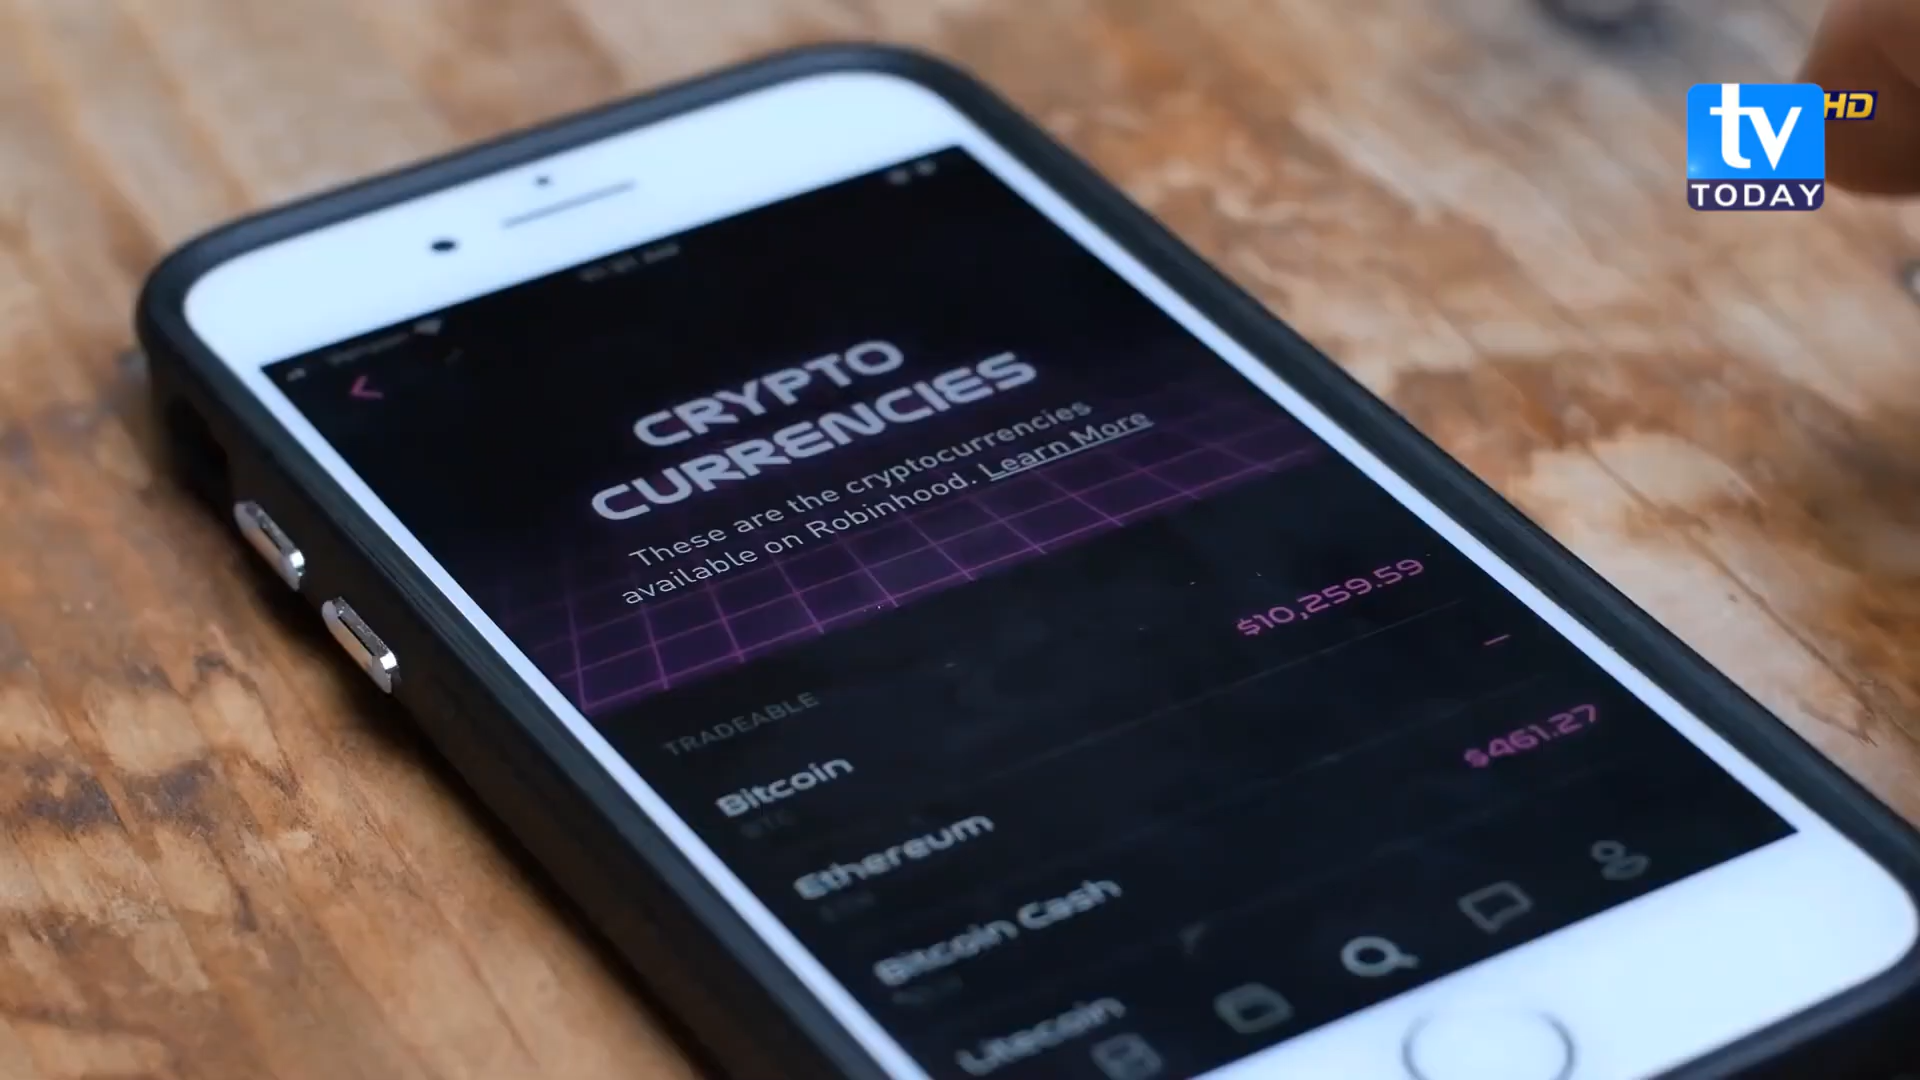 tv HD
TODAY
CRYPTO
CURRENCIES
These are the cryptocurrencies
available on Robinhood. Learn More
TRADEABLE
Bitcoin $10,259.59
BTC
Ethereum –
Bitcoin Cash $461.27
Litecoin